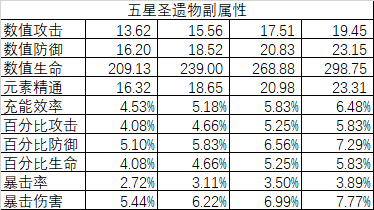 五星圣遗物副属性
数值攻击 13.62 15.56 17.51 19.45
数值防御 16.20 18.52 20.83 23.15
数值生命 209.13 239.00 268.88 298.75
元素精通 16.32 18.65 20.98 23.31
充能效率 4.53% 5.18% 5.83% 6.48%
百分比攻击 4.08% 4.66% 5.25% 5.83%
百分比防御 5.10% 5.83% 6.56% 7.29%
百分比生命 4.08% 4.66% 5.25% 5.83%
暴击率 2.72% 3.11% 3.50% 3.89%
暴击伤害 5.44% 6.22% 6.99% 7.77%